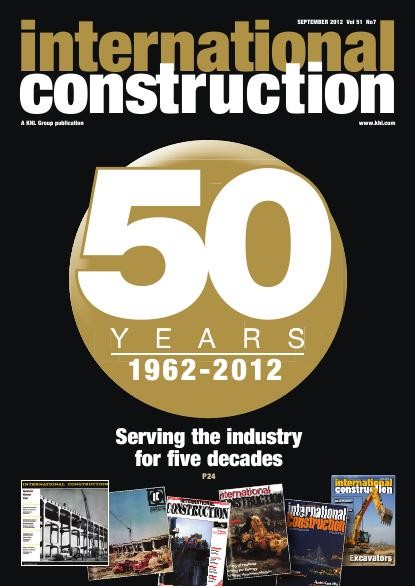 SEPTEMBER 2012 Vol 51 No7
international
construction
A KHL Group publication
www.khl.com
50
YEARS
1962-2012
Serving the industry
for five decades
P24
INTERNATIONAL CONSTRUCTION
IC
CONSTRUCTION
international
CONSTRUCTION
international
construction
international
construction
Excavators